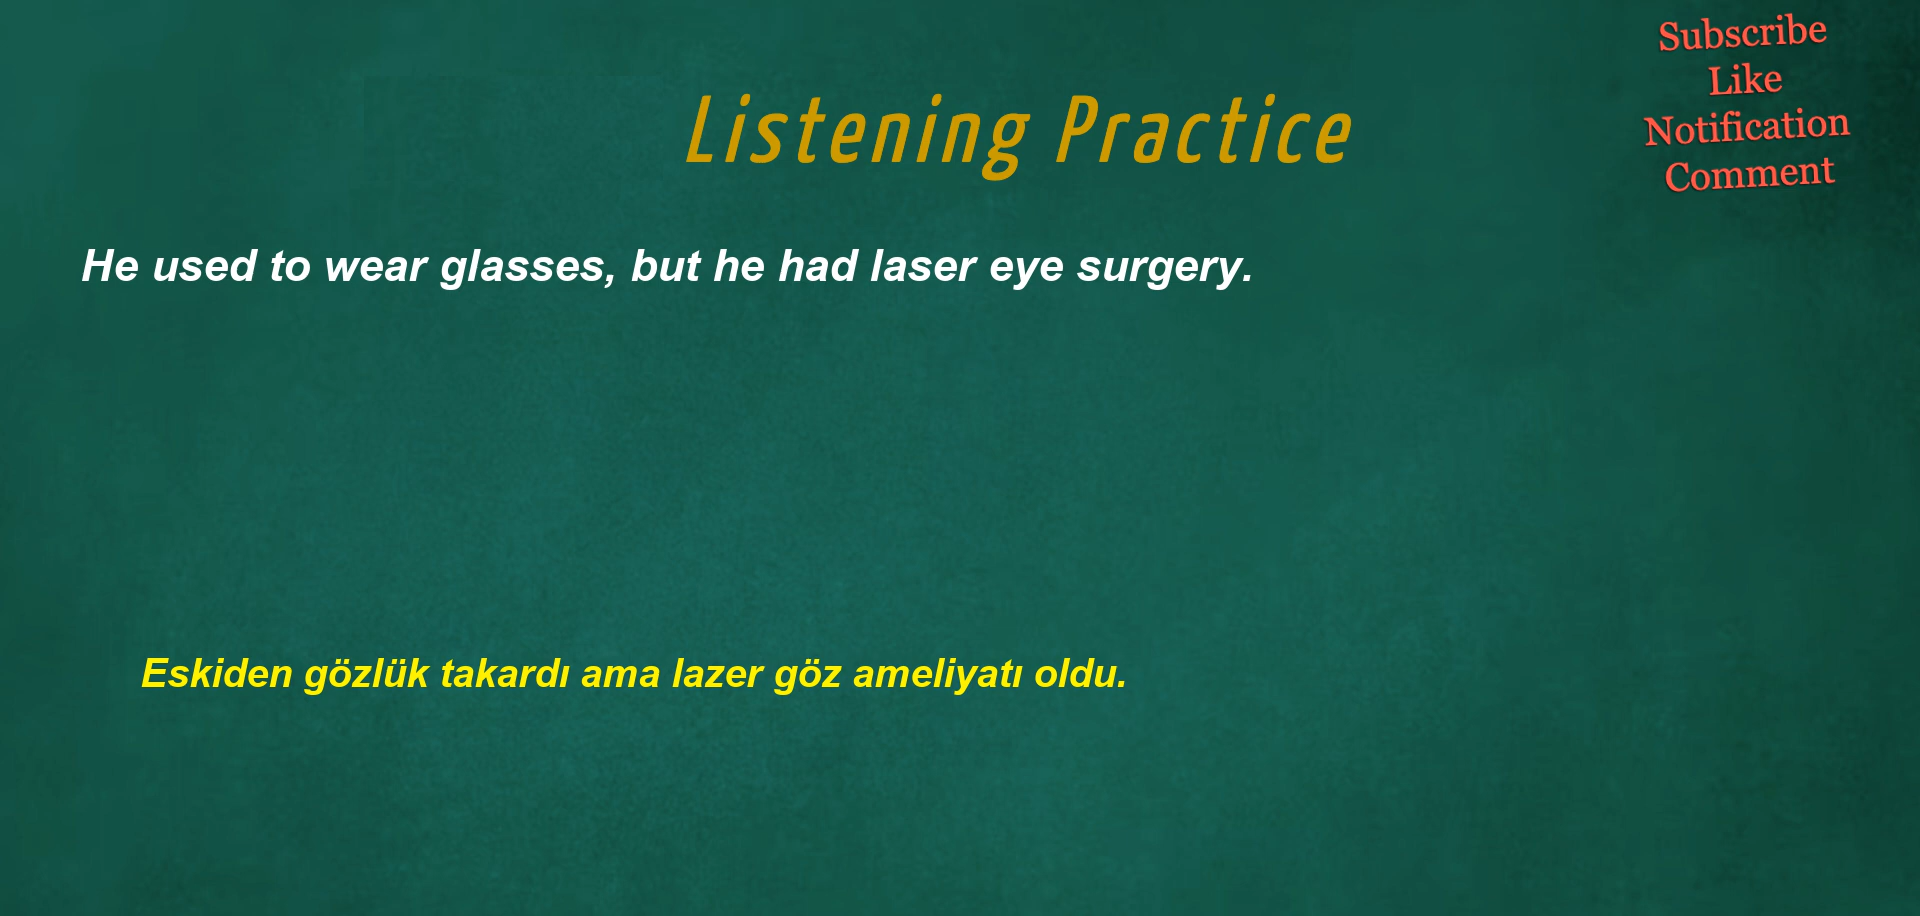 Subscribe
Like
Notification
Comment
Listening Practice
He used to wear glasses, but he had laser eye surgery.
Eskiden gözlük takardı ama lazer göz ameliyatı oldu.